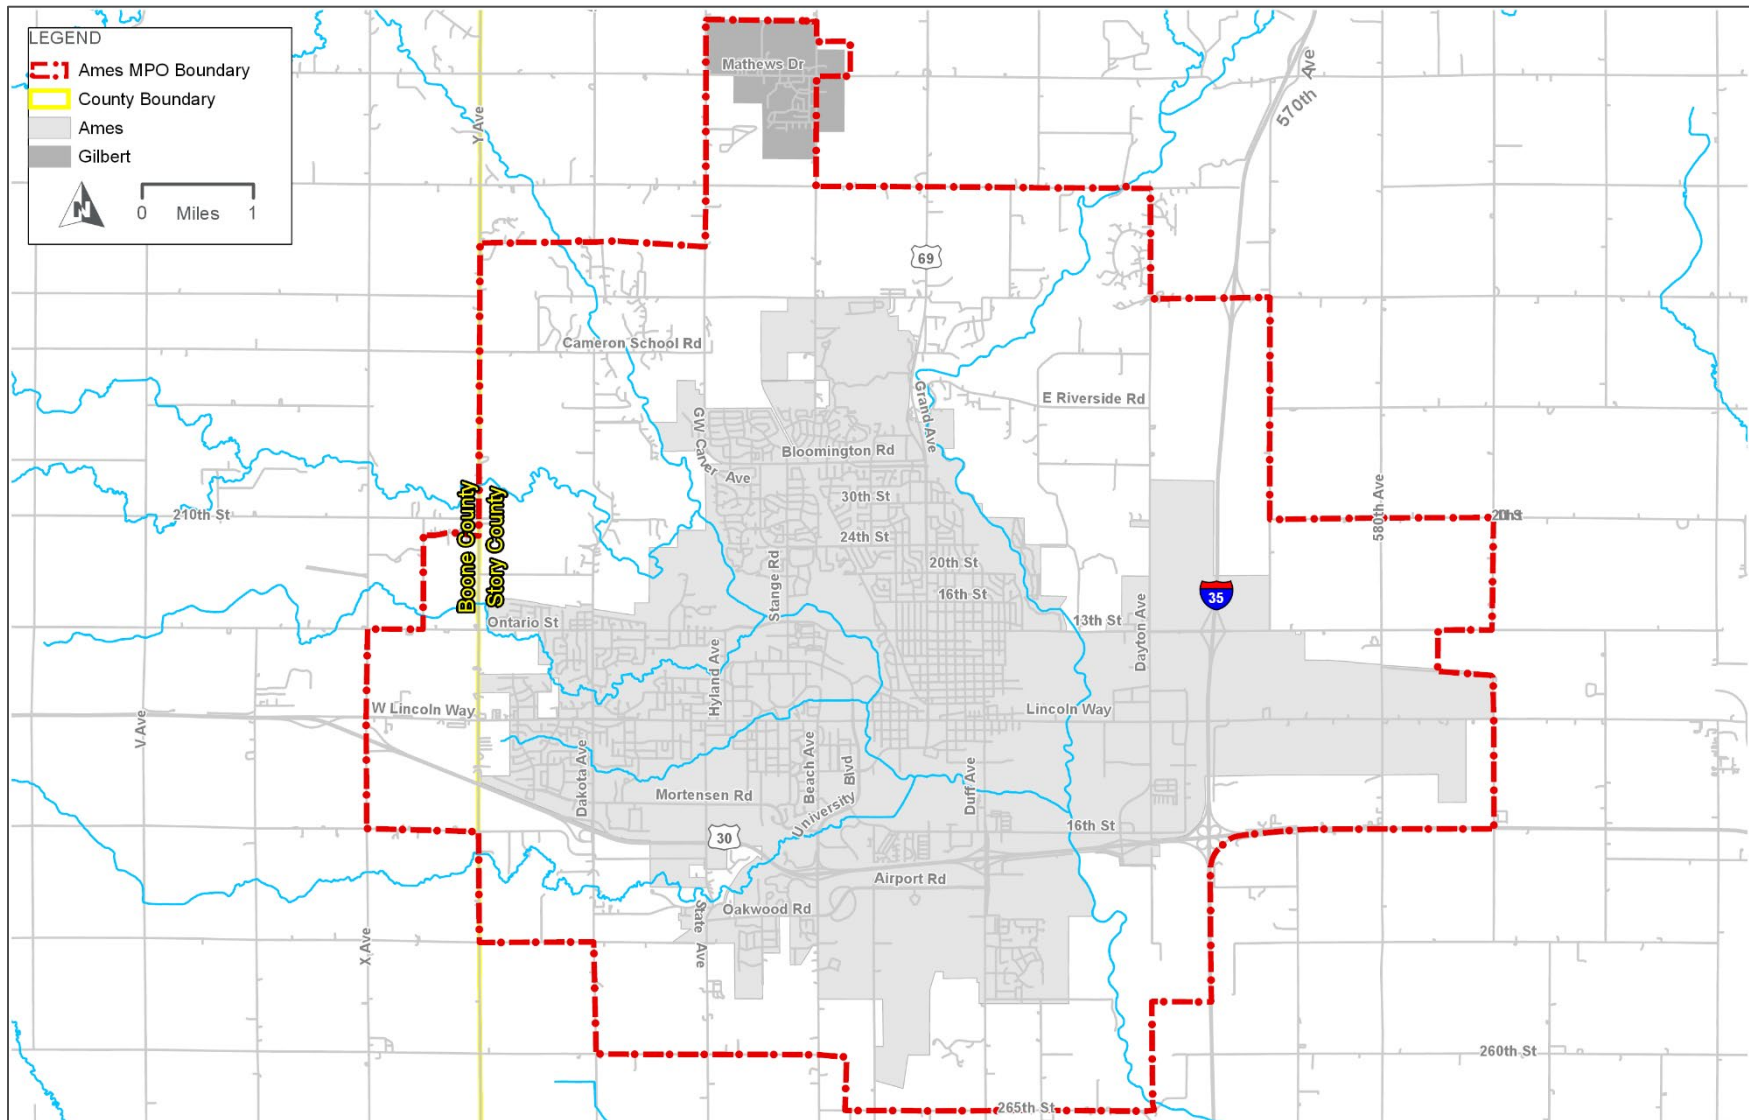 LEGEND
Ames MPO Boundary
County Boundary
Ames
Gilbert
N
0 Miles 1
Mathews Dr
Y Ave
570th Ave
69
Cameron School Rd
E Riverside Rd
GW Carver Ave
Grand Ave
Bloomington Rd
30th St
210th St
Boone County
Story County
24th St
580th Ave
Stange Rd
20th St
16th St
35
Ontario St
13th St
Dayton Ave
Hyland Ave
W Lincoln Way
Lincoln Way
V Ave
Dakota Ave
Beach Ave
Mortensen Rd
University Blvd
Duff Ave
30
16th St
Airport Rd
Oakwood Rd
State Ave
X Ave
260th St
265th St